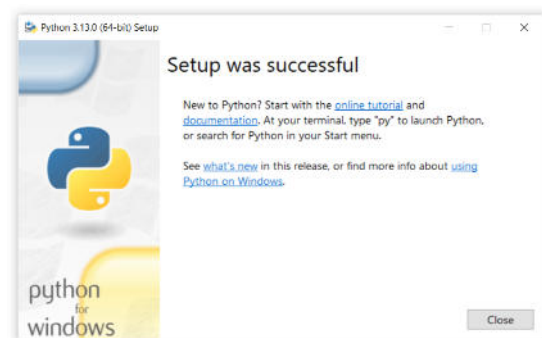 Python 3.13.0 (64-bit) Setup
Setup was successful
New to Python? Start with the online tutorial and
documentation. At your terminal, type "py" to launch Python,
or search for Python in your Start menu.
See what's new in this release, or find more info about using
Python on Windows.
python
for
windows
Close